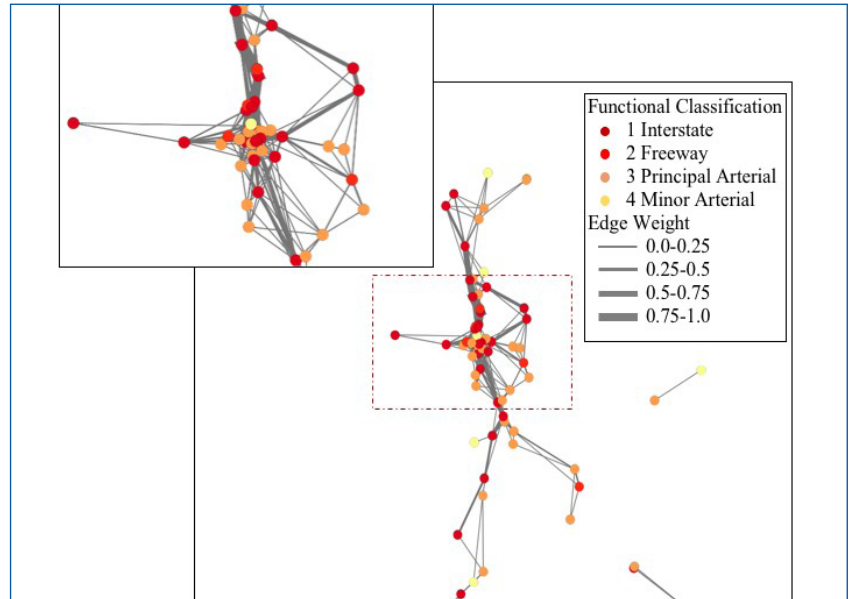 Functional Classification
1 Interstate
2 Freeway
3 Principal Arterial
4 Minor Arterial
Edge Weight
0.0-0.25
0.25-0.5
0.5-0.75
0.75-1.0